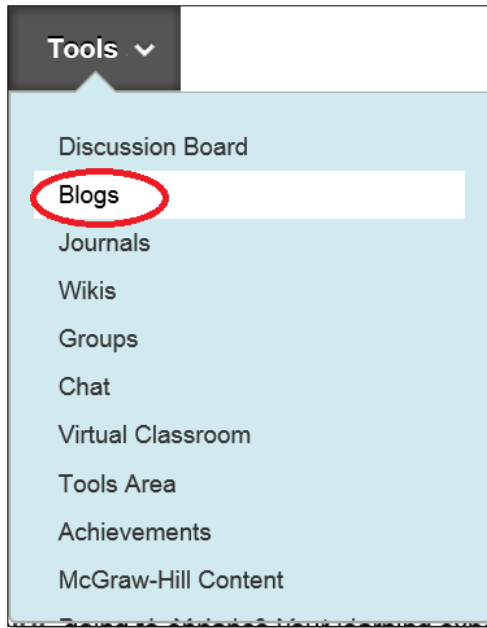 Tools
Discussion Board
Blogs
Journals
Wikis
Groups
Chat
Virtual Classroom
Tools Area
Achievements
McGraw-Hill Content